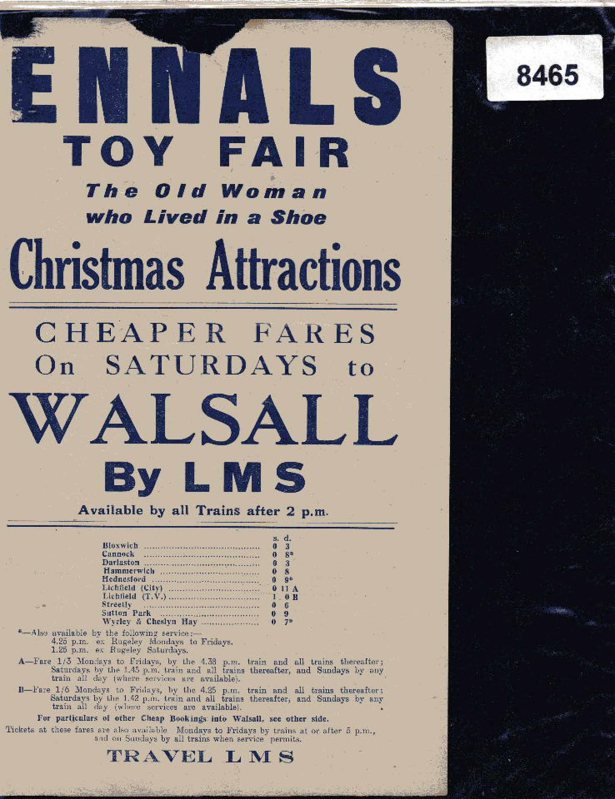 ENNALS
TOY FAIR
The Old Woman
who Lived in a Shoe
Christmas Attractions
CHEAPER FARES
On SATURDAYS to
WALSALL
By LMS
Available by all Trains after 2 p.m.
s. d.
Bloxwich 0 3
Cannock 0 8*
Darlaston 0 3
Hammerwich 0 8
Hednesford 0 9*
Lichfield (City) 0 11 A
Lichfield (T.V.) 1 0 B
Streetly 0 6
Sutton Park 0 9
Wyrley & Cheslyn Hay 0 7*
*—Also available by the following service:—
4.25 p.m. ex Rugeley Mondays to Fridays.
1.25 p.m. ex Rugeley Saturdays.
A—Fare 1/3 Mondays to Fridays, by the 4.38 p.m. train and all trains thereafter;
Saturdays by the 1.45 p.m. train and all trains thereafter, and Sundays by any
train all day (where services are available).
B—Fare 1/6 Mondays to Fridays, by the 4.25 p.m. train and all trains thereafter;
Saturdays by the 1.42 p.m. train and all trains thereafter, and Sundays by any
train all day (where services are available).
For particulars of other Cheap Bookings into Walsall, see other side.
Tickets at these fares are also available Mondays to Fridays by trains at or after 5 p.m.,
and on Sundays by all trains when service permits.
TRAVEL LMS
8465